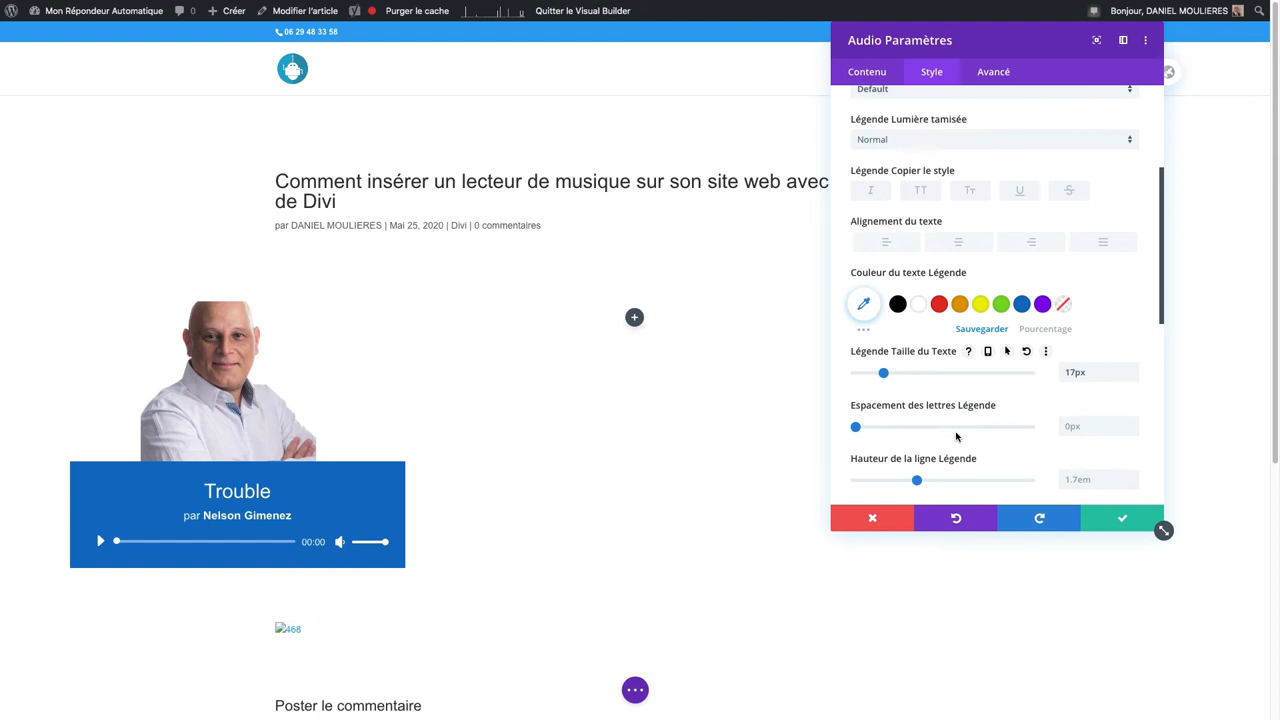 Mon Répondeur Automatique 0 Créer Modifier l'article Purger le cache Quitter le Visual Builder Bonjour, DANIEL MOULIERES
06 29 48 33 58
Audio Paramètres
Contenu Style Avancé
Default
Légende Lumière tamisée
Normal
Légende Copier le style
I TT Tт U S
Alignement du texte
Couleur du texte Légende
Sauvegarder Pourcentage
Légende Taille du Texte ?
17px
Espacement des lettres Légende
0px
Hauteur de la ligne Légende
1.7em
Comment insérer un lecteur de musique sur son site web avec
de Divi
par DANIEL MOULIERES | Mai 25, 2020 | Divi | 0 commentaires
Trouble
par Nelson Gimenez
00:00
468
Poster le commentaire